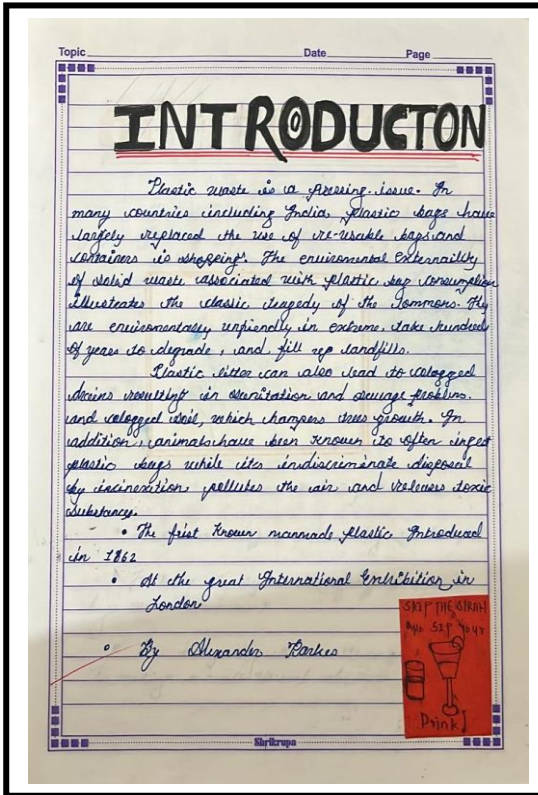 Topic Date Page
INTRODUCTON
Plastic waste is a pressing issue. In
many countries including India, plastic bags have
largely replaced the use of re-usable bags and
containers in shopping. The enviromental Externality
of solid waste associated with plastic bag consumption
illustrates the classic tragedy of the Commons. They
are enviromentaly unfriendly in extreme, take hundreds
of years to degrade, and fill up landfills.
Plastic litter can also lead to clogged
drains resulting in sanitation and sewage problems.
and clogged soil, which hampers tree growth. In
addition, animals have been known to often ingest
plastic bags while its indiscriminate disposal
by incineration pollutes the air and releases toxic
substances.
• The first known manmade plastic Introduced
in 1862
• At the great International Exhibition in
London
• By Alexander Parkes
SKIP THE STRAW
AND SIP YOUR
Drink!
Shrikrupa